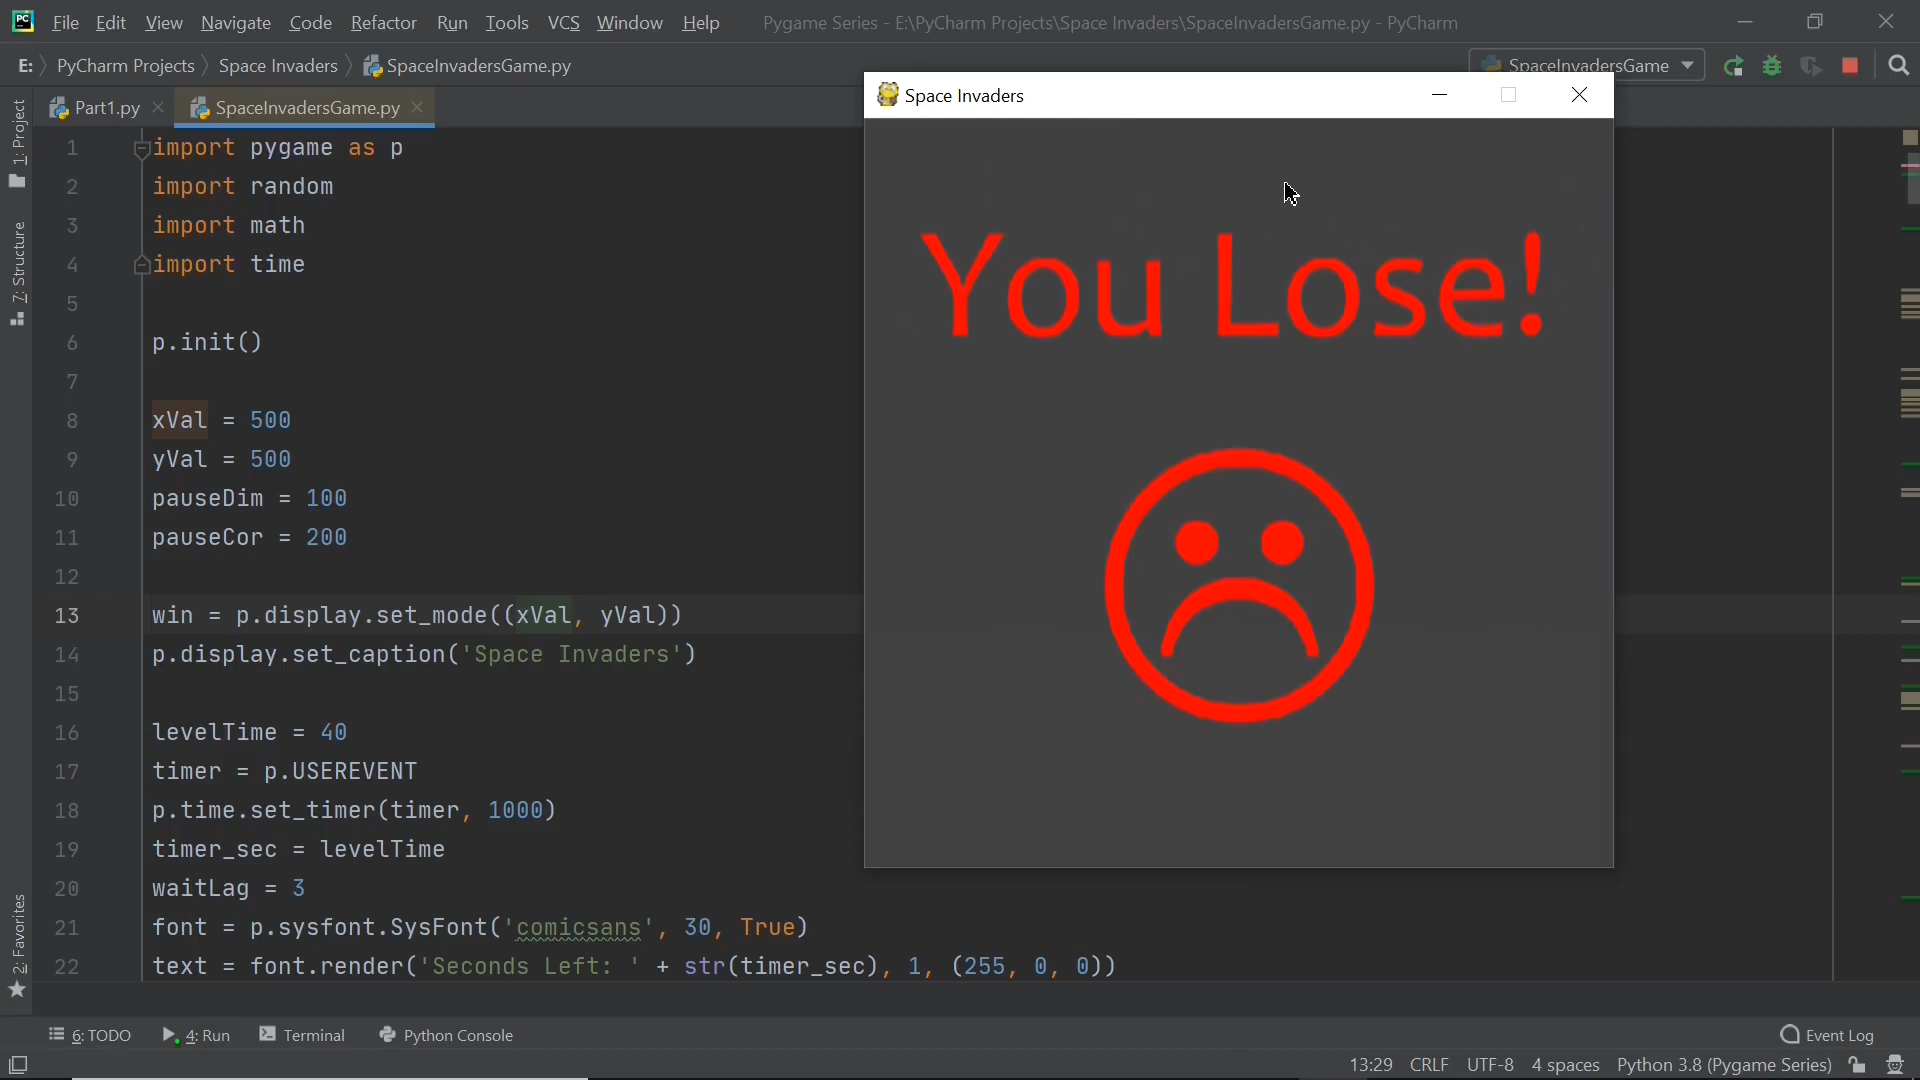 PC File Edit View Navigate Code Refactor Run Tools VCS Window Help Pygame Series - E:\PyCharm Projects\Space Invaders\SpaceInvadersGame.py - PyCharm
E: PyCharm Projects Space Invaders SpaceInvadersGame.py SpaceInvadersGame
Part1.py SpaceInvadersGame.py
Space Invaders
You Lose!
1: Project
7: Structure
2: Favorites
1 import pygame as p
2 import random
3 import math
4 import time
5
6 p.init()
7
8 xVal = 500
9 yVal = 500
10 pauseDim = 100
11 pauseCor = 200
12
13 win = p.display.set_mode((xVal, yVal))
14 p.display.set_caption('Space Invaders')
15
16 levelTime = 40
17 timer = p.USEREVENT
18 p.time.set_timer(timer, 1000)
19 timer_sec = levelTime
20 waitLag = 3
21 font = p.sysfont.SysFont('comicsans', 30, True)
22 text = font.render('Seconds Left: ' + str(timer_sec), 1, (255, 0, 0))
6: TODO 4: Run Terminal Python Console Event Log
13:29 CRLF UTF-8 4 spaces Python 3.8 (Pygame Series)